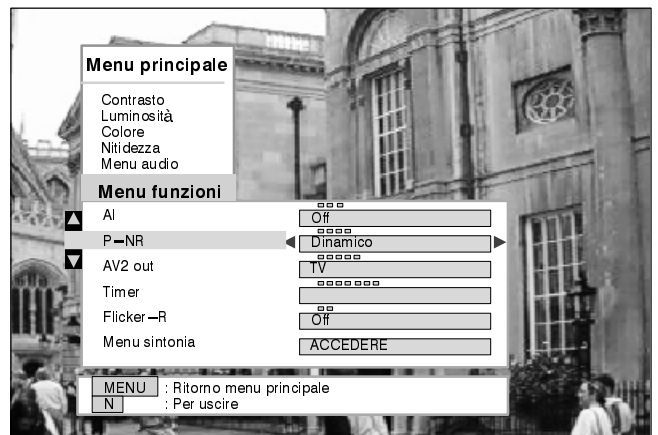 Menu principale
Contrasto
Luminosità
Colore
Nitidezza
Menu audio
Menu funzioni
AI Off
P–NR Dinamico
AV2 out TV
Timer
Flicker–R Off
Menu sintonia ACCEDERE
MENU : Ritorno menu principale
N : Per uscire